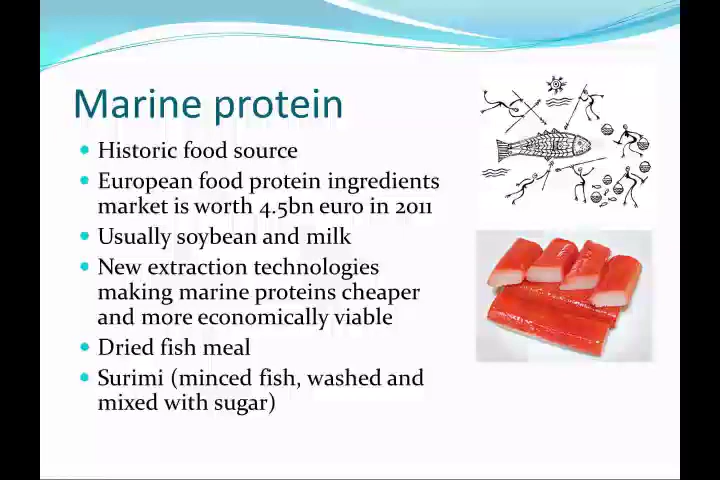 Marine protein
Historic food source
European food protein ingredients
market is worth 4.5bn euro in 2011
Usually soybean and milk
New extraction technologies
making marine proteins cheaper
and more economically viable
Dried fish meal
Surimi (minced fish, washed and
mixed with sugar)